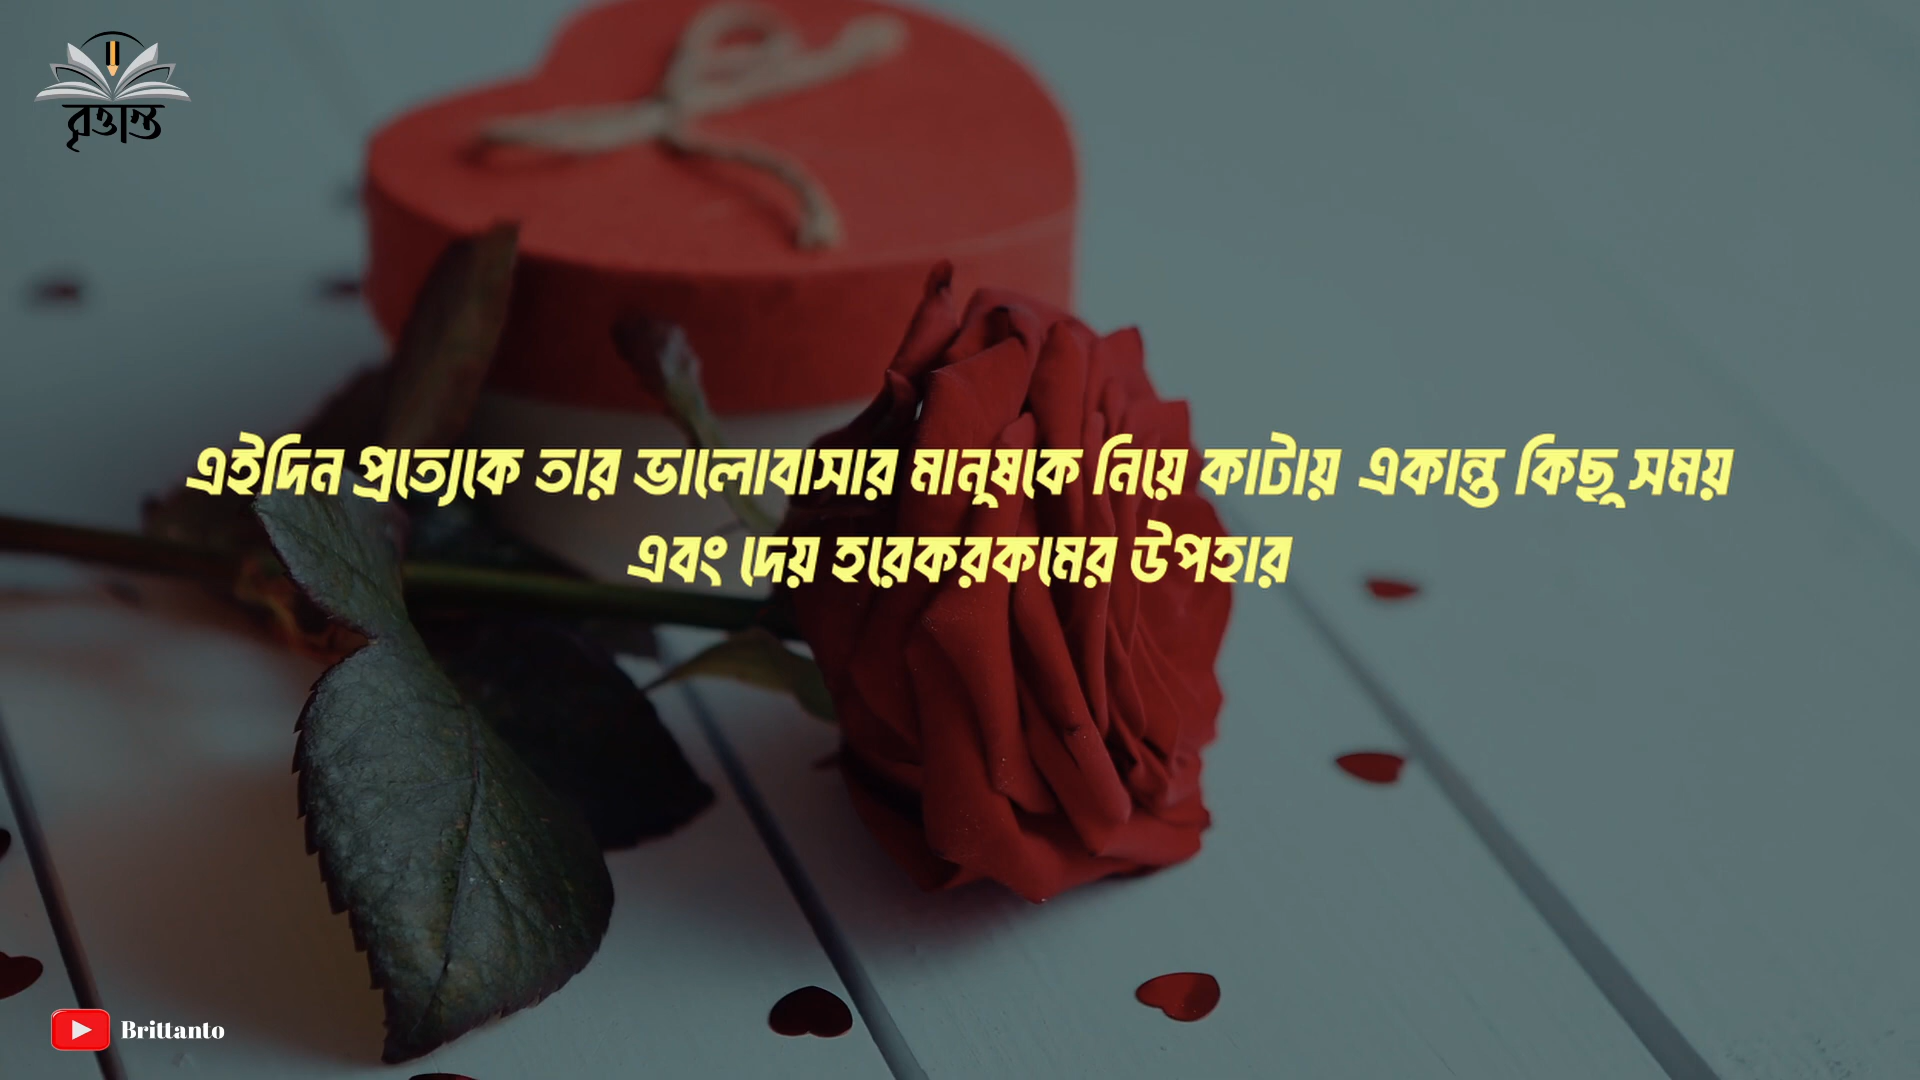 বৃত্তান্ত
এইদিন প্রত্যেকে তার ভালোবাসার মানুষকে নিয়ে কাটায় একান্ত কিছু সময়
এবং দেয় হরেকরকমের উপহার
Brittanto